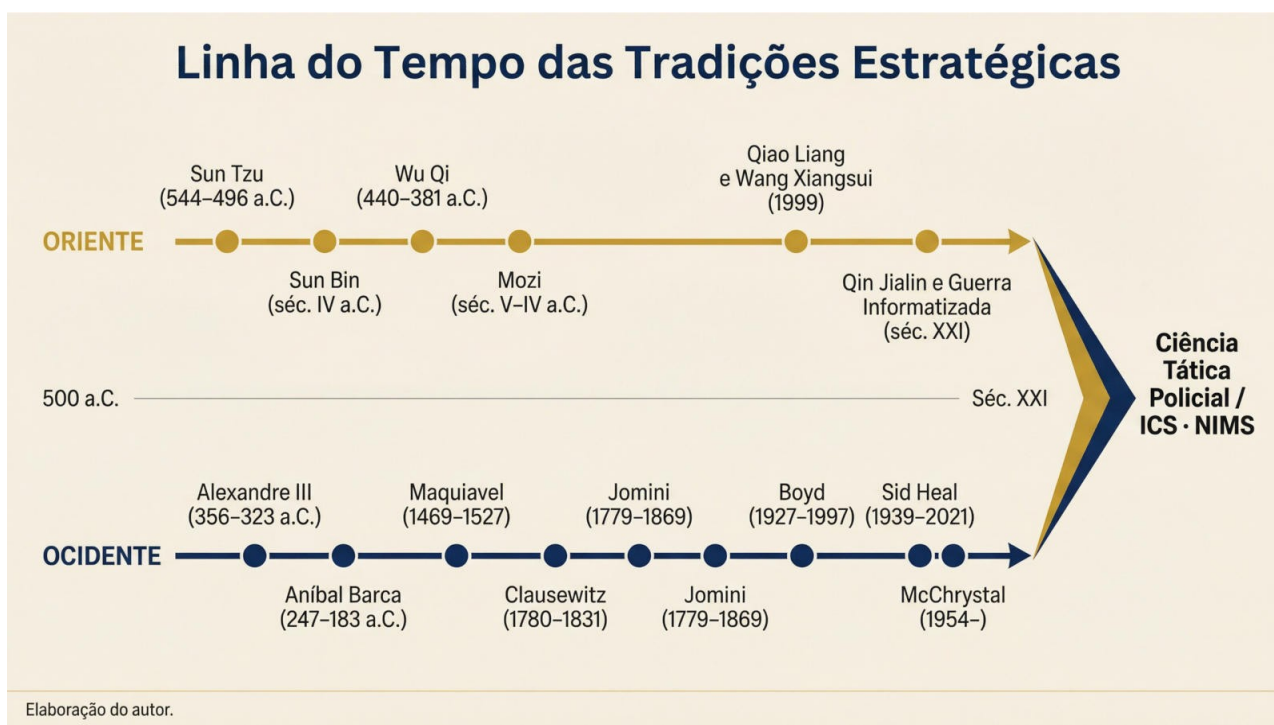 Linha do Tempo das Tradições Estratégicas
Sun Tzu
(544–496 a.C.)
Wu Qi
(440–381 a.C.)
Qiao Liang
e Wang Xiangsui
(1999)
ORIENTE
Sun Bin
(séc. IV a.C.)
Mozi
(séc. V–IV a.C.)
Qin Jialin e Guerra
Informatizada
(séc. XXI)
500 a.C.
Séc. XXI
Ciência
Tática
Policial /
ICS · NIMS
Alexandre III
(356–323 a.C.)
Maquiavel
(1469–1527)
Jomini
(1779–1869)
Boyd
(1927–1997)
Sid Heal
(1939–2021)
OCIDENTE
Aníbal Barca
(247–183 a.C.)
Clausewitz
(1780–1831)
Jomini
(1779–1869)
McChrystal
(1954–)
Elaboração do autor.